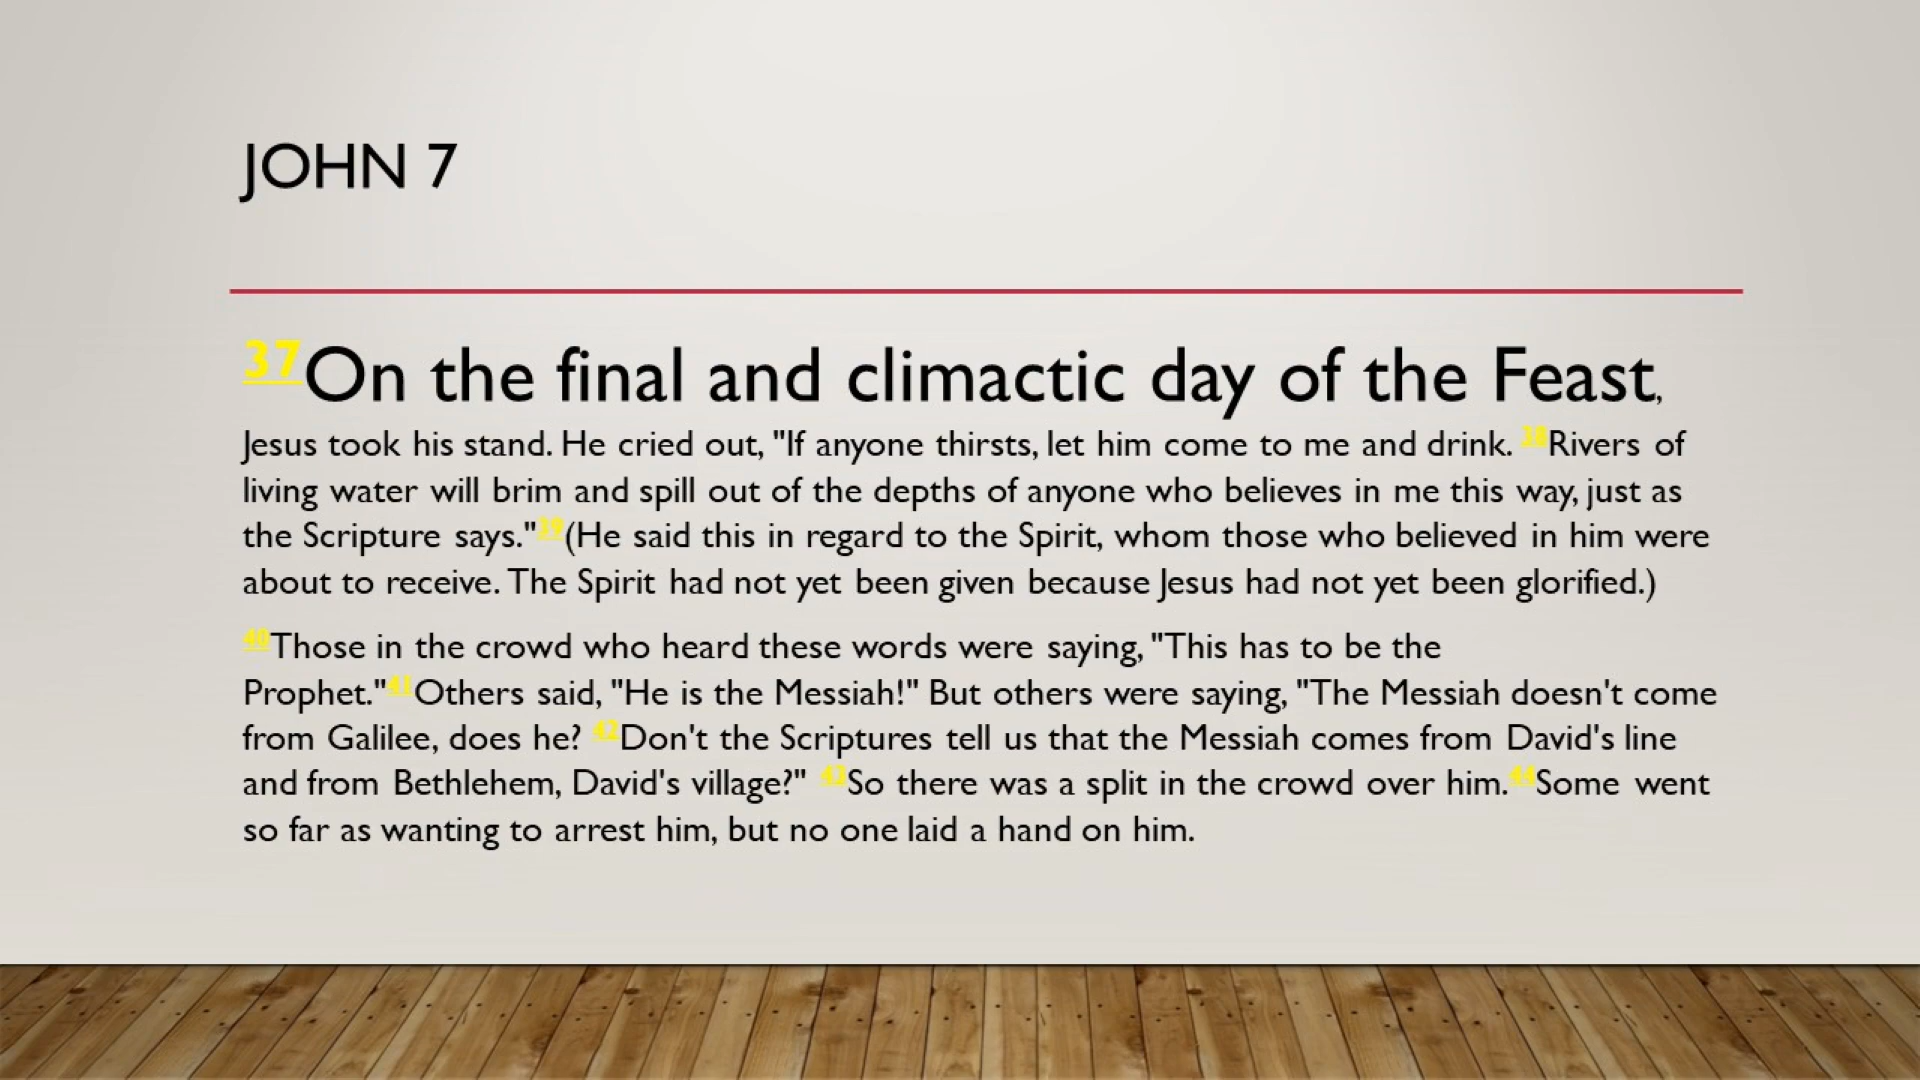 JOHN 7
37On the final and climactic day of the Feast,
Jesus took his stand. He cried out, "If anyone thirsts, let him come to me and drink. 38Rivers of
living water will brim and spill out of the depths of anyone who believes in me this way, just as
the Scripture says."39(He said this in regard to the Spirit, whom those who believed in him were
about to receive. The Spirit had not yet been given because Jesus had not yet been glorified.)
40Those in the crowd who heard these words were saying, "This has to be the
Prophet."41Others said, "He is the Messiah!" But others were saying, "The Messiah doesn't come
from Galilee, does he? 42Don't the Scriptures tell us that the Messiah comes from David's line
and from Bethlehem, David's village?" 43So there was a split in the crowd over him.44Some went
so far as wanting to arrest him, but no one laid a hand on him.